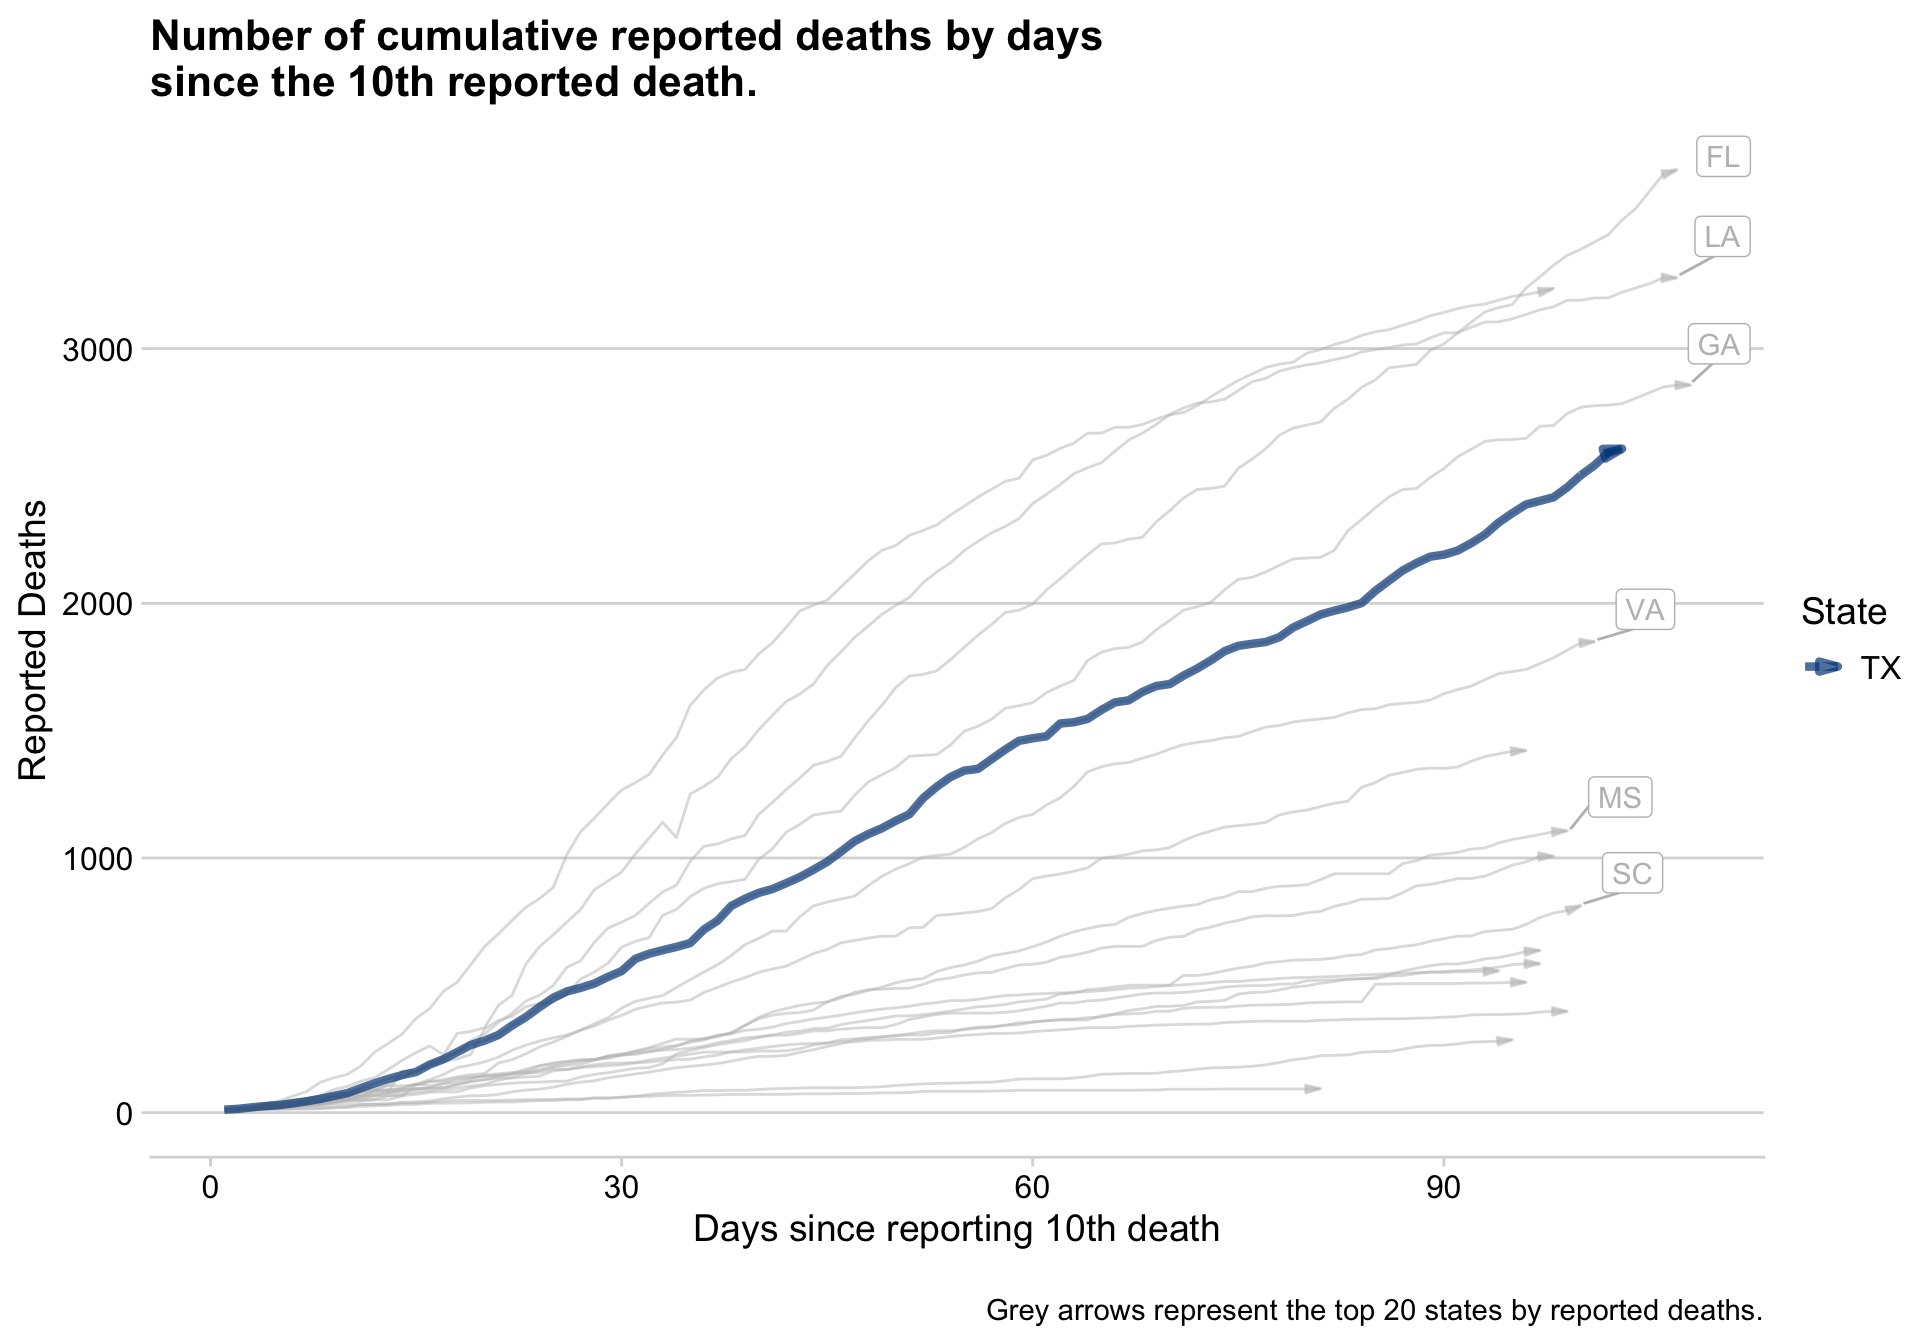 Number of cumulative reported deaths by days
since the 10th reported death.
FL
LA
GA
3000
VA
2000
MS
SC
1000
0
Reported Deaths
State
TX
0 30 60 90
Days since reporting 10th death
Grey arrows represent the top 20 states by reported deaths.